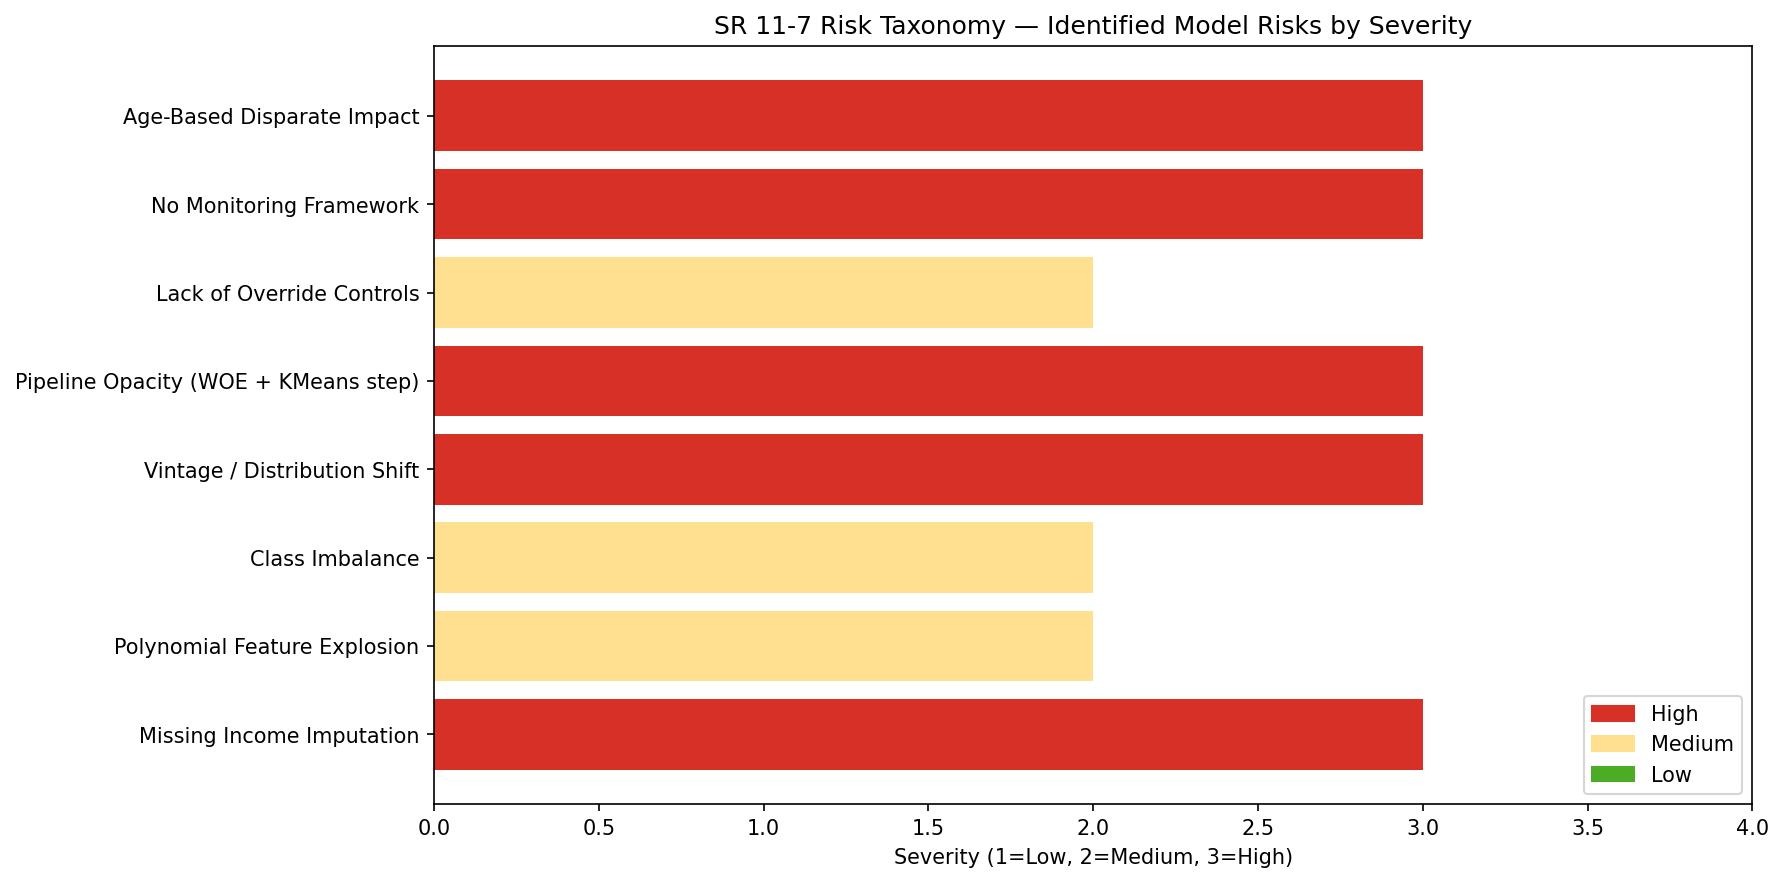 SR 11-7 Risk Taxonomy — Identified Model Risks by Severity
Age-Based Disparate Impact
No Monitoring Framework
Lack of Override Controls
Pipeline Opacity (WOE + KMeans step)
Vintage / Distribution Shift
Class Imbalance
Polynomial Feature Explosion
Missing Income Imputation
High
Medium
Low
0.0 0.5 1.0 1.5 2.0 2.5 3.0 3.5 4.0
Severity (1=Low, 2=Medium, 3=High)